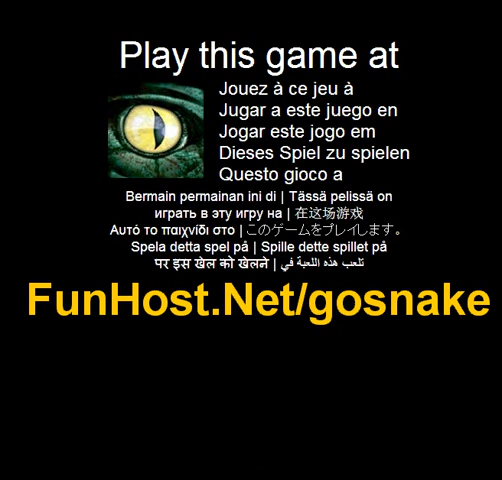 Play this game at
Jouez à ce jeu à
Jugar a este juego en
Jogar este jogo em
Dieses Spiel zu spielen
Questo gioco a
Bermain permainan ini di | Tässä pelissä on
играть в эту игру на | 在这场游戏
Αυτό το παιχνίδι στο | このゲームをプレイします。
Spela detta spel på | Spille dette spillet på
पर इस खेल को खेलने | تلعب هذه اللعبة في
FunHost.Net/gosnake